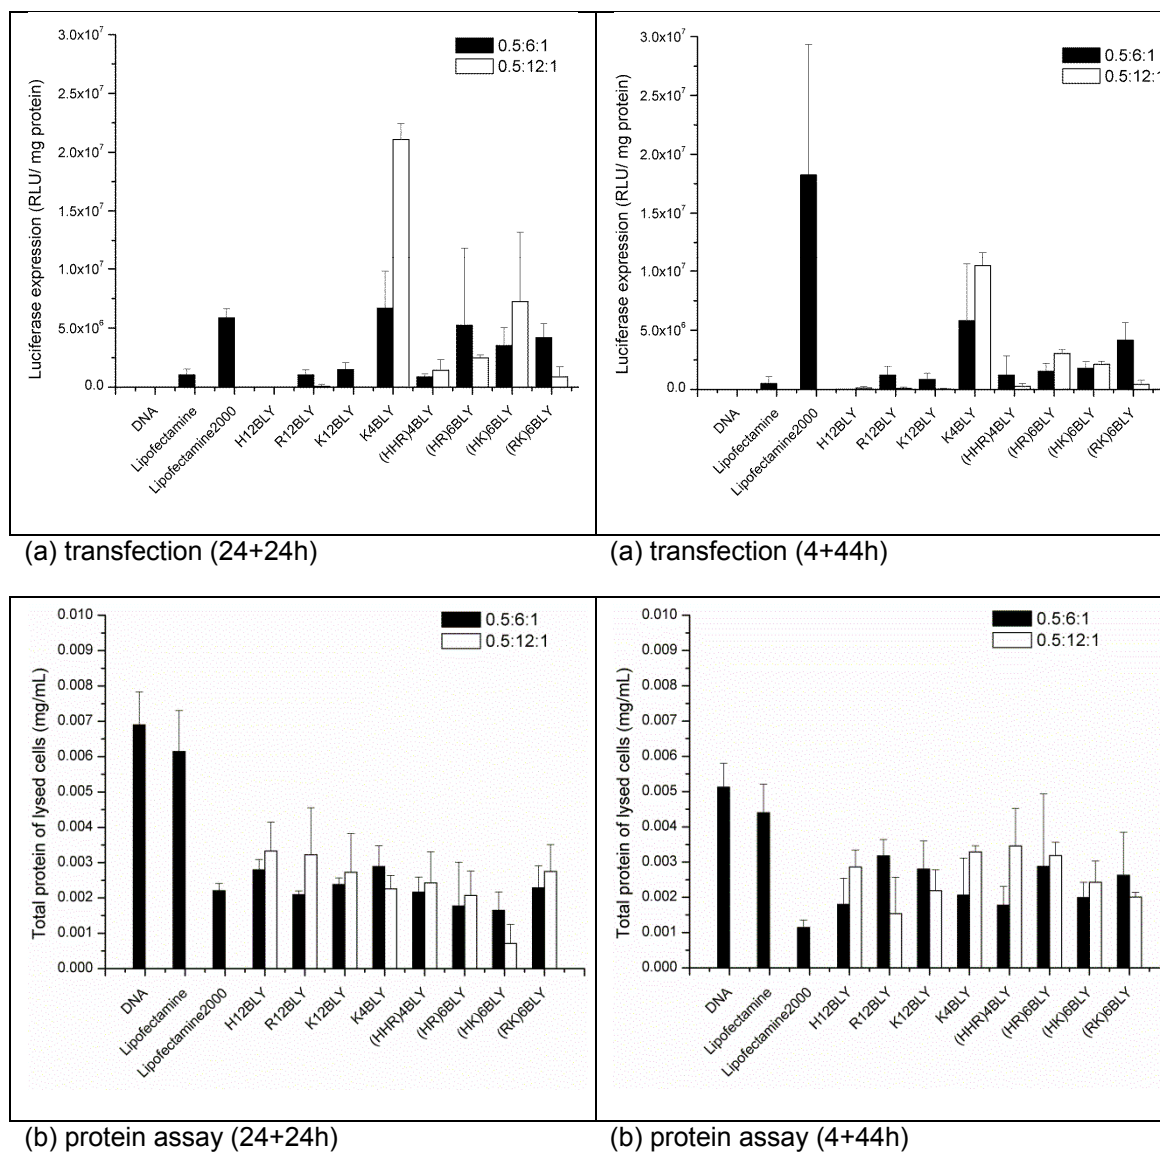 3.0x10⁷
2.5x10⁷
2.0x10⁷
1.5x10⁷
1.0x10⁷
5.0x10⁶
0.0
Luciferase expression (RLU/ mg protein)
0.5:6:1
0.5:12:1
DNA
Lipofectamine
Lipofectamine2000
H12BLY
R12BLY
K12BLY
K4BLY
(HHR)4BLY
(HR)6BLY
(HK)6BLY
(RK)6BLY
(a) transfection (24+24h)
3.0x10⁷
2.5x10⁷
2.0x10⁷
1.5x10⁷
1.0x10⁷
5.0x10⁶
0.0
Luciferase expression (RLU/ mg protein)
0.5:6:1
0.5:12:1
DNA
Lipofectamine
Lipofectamine2000
H12BLY
R12BLY
K12BLY
K4BLY
(HHR)4BLY
(HR)6BLY
(HK)6BLY
(RK)6BLY
(a) transfection (4+44h)
0.010
0.009
0.008
0.007
0.006
0.005
0.004
0.003
0.002
0.001
0.000
Total protein of lysed cells (mg/mL)
0.5:6:1
0.5:12:1
DNA
Lipofectamine
Lipofectamine2000
H12BLY
R12BLY
K12BLY
K4BLY
(HHR)4BLY
(HR)6BLY
(HK)6BLY
(RK)6BLY
(b) protein assay (24+24h)
0.010
0.009
0.008
0.007
0.006
0.005
0.004
0.003
0.002
0.001
0.000
Total protein of lysed cells (mg/mL)
0.5:6:1
0.5:12:1
DNA
Lipofectamine
Lipofectamine2000
H12BLY
R12BLY
K12BLY
K4BLY
(HHR)4BLY
(HR)6BLY
(HK)6BLY
(RK)6BLY
(b) protein assay (4+44h)